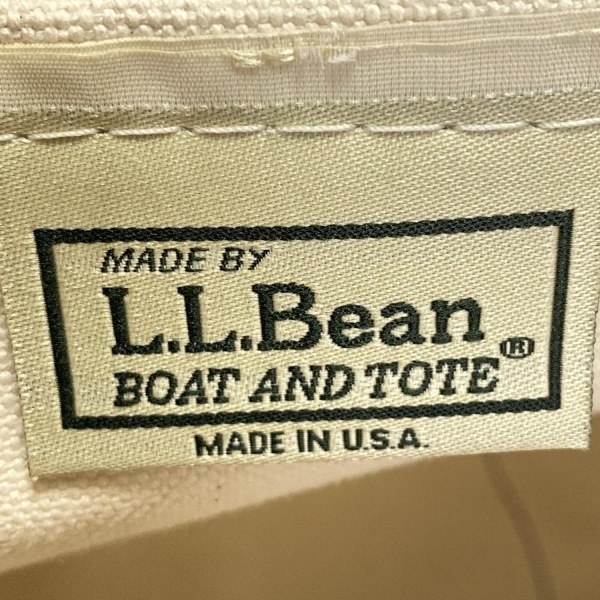 MADE BY
L.L.Bean®
BOAT AND TOTE
MADE IN U.S.A.